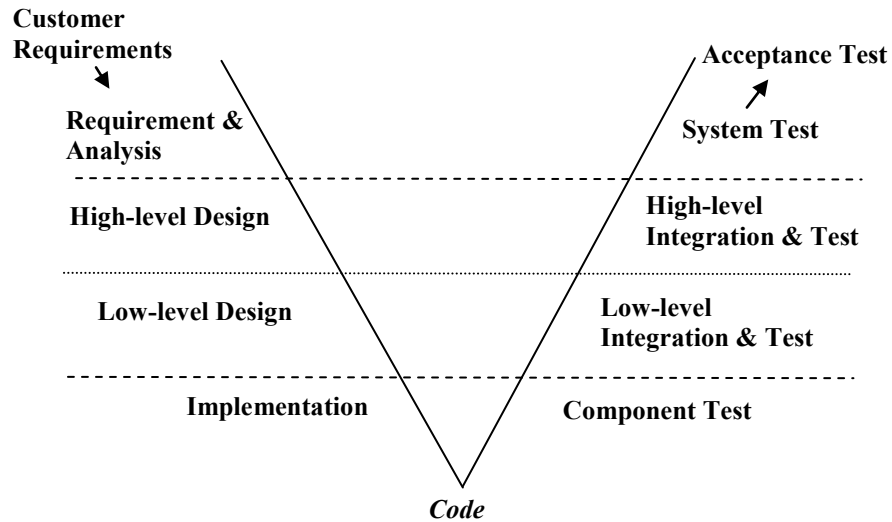 Customer
Requirements
Acceptance Test
Requirement &
Analysis
System Test
High-level Design
High-level
Integration & Test
Low-level Design
Low-level
Integration & Test
Implementation
Component Test
Code